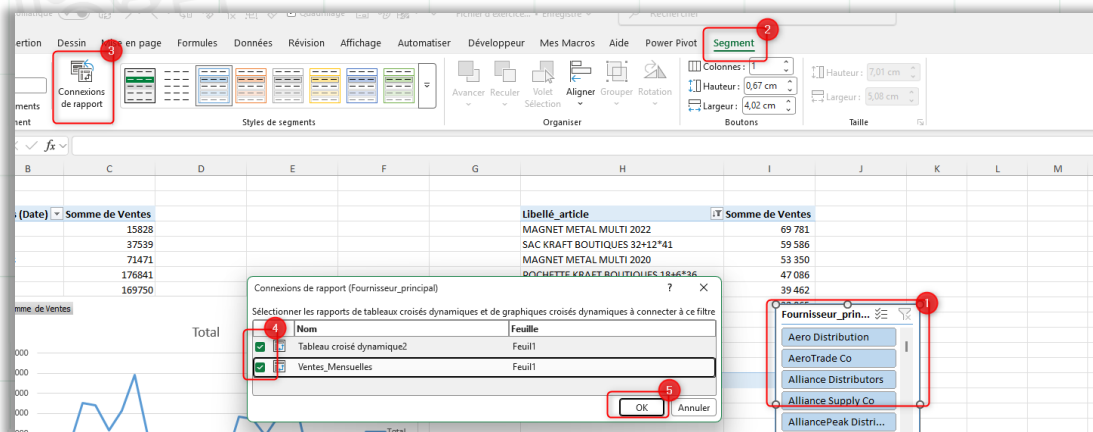 Fichier d'exercice... • Enregistré
Rechercher
ertion Dessin Mise en page Formules Données Révision Affichage Automatiser Développeur Mes Macros Aide Power Pivot Segment
2
3
Connexions
de rapport
ments
Styles de segments
Avancer Reculer Volet
Sélection Aligner Grouper Rotation
Organiser
Colonnes : 1
Hauteur : 0,67 cm
Largeur : 4,02 cm
Boutons
Hauteur : 7,01 cm
Largeur : 5,08 cm
Taille
fx
B C D E F G H I J K L M
(Date) Somme de Ventes
15828
37539
71471
176841
169750
Libellé_article Somme de Ventes
MAGNET METAL MULTI 2022 69 781
SAC KRAFT BOUTIQUES 32+12*41 59 586
MAGNET METAL MULTI 2020 53 350
POCHETTE KRAFT BOUTIQUES 18+6*36 47 086
39 462
mme de Ventes
Total
Total
Connexions de rapport (Fournisseur_principal) ? X
Sélectionner les rapports de tableaux croisés dynamiques et de graphiques croisés dynamiques à connecter à ce filtre
4
Nom Feuille
Tableau croisé dynamique2 Feuil1
Ventes_Mensuelles Feuil1
5
OK Annuler
1
Fournisseur_prin...
Aero Distribution
AeroTrade Co
Alliance Distributors
Alliance Supply Co
AlliancePeak Distri...